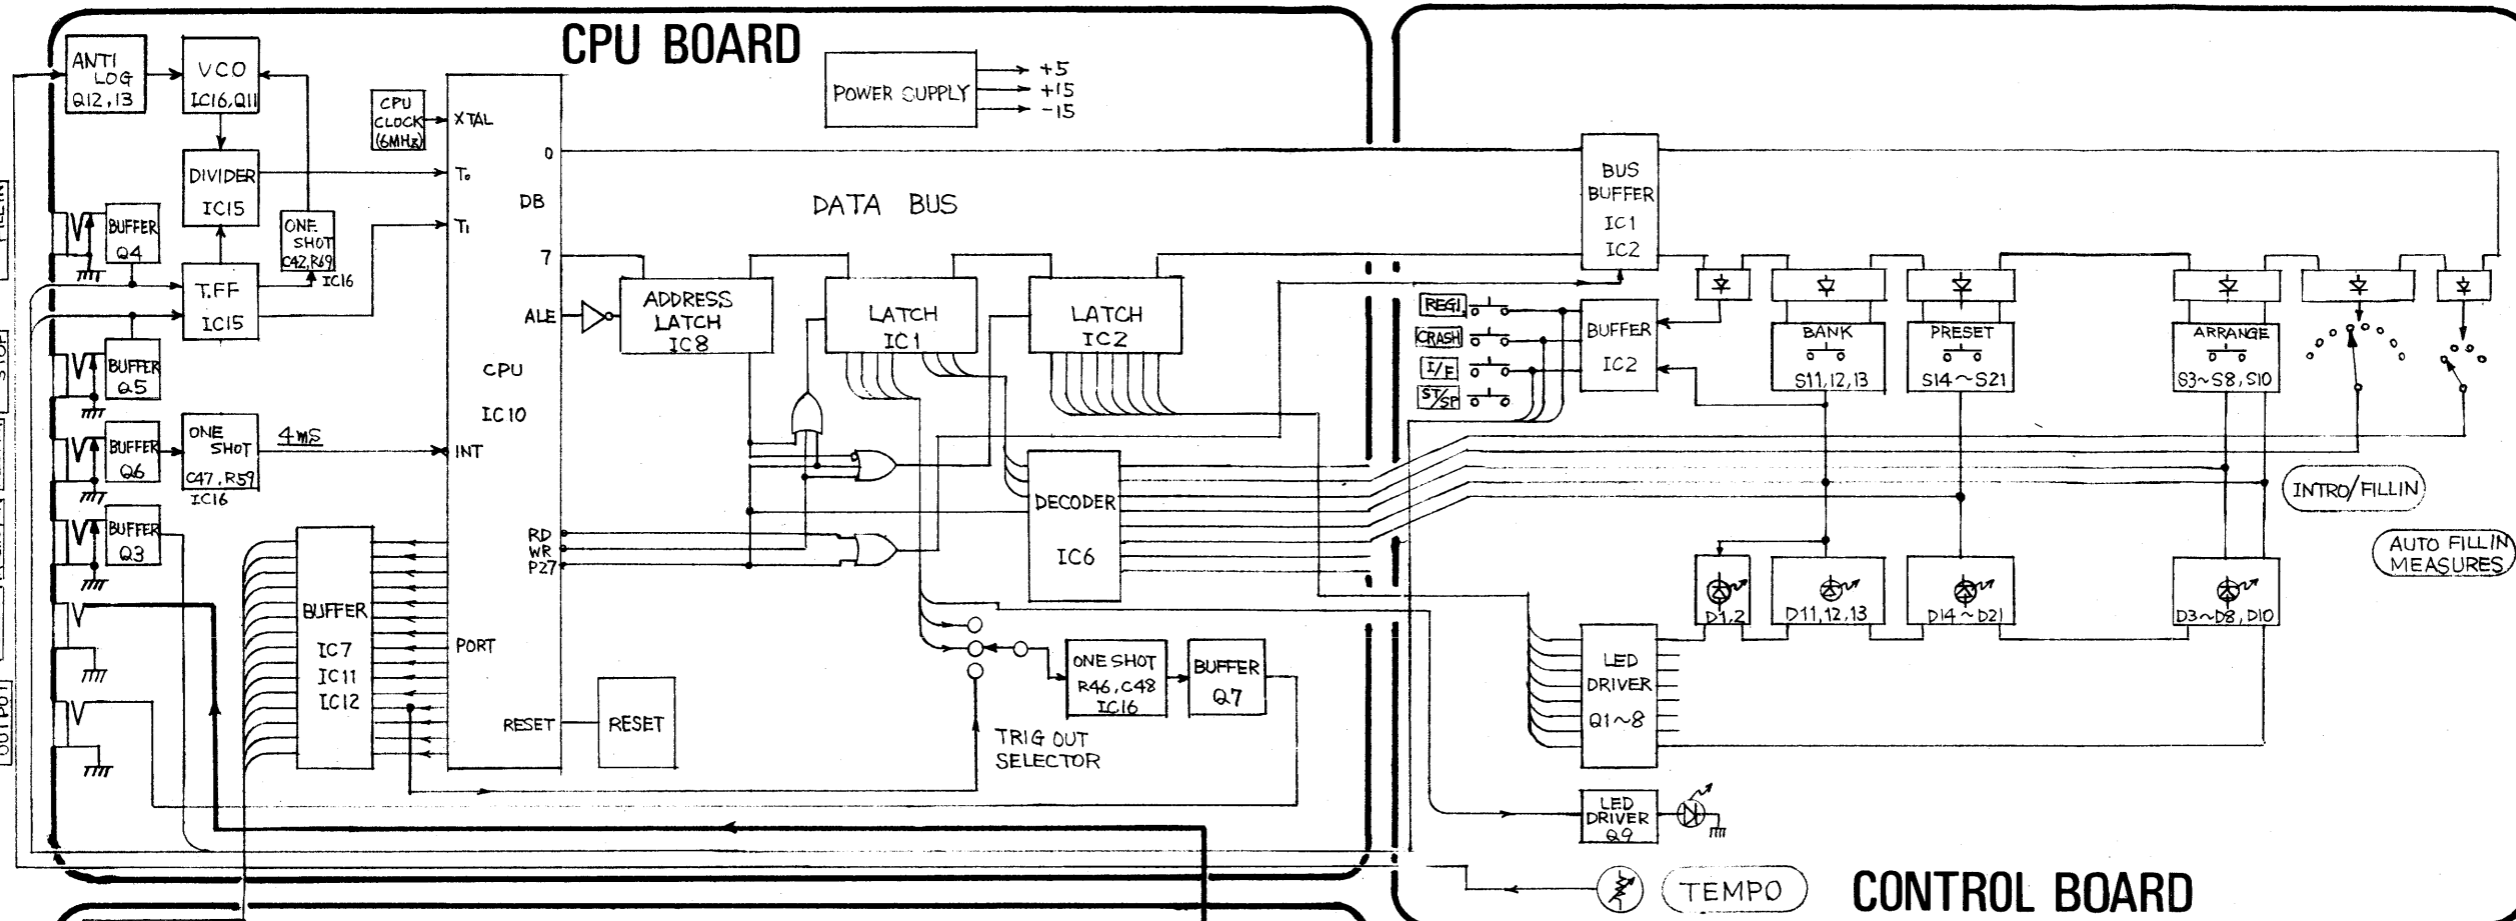 CPU BOARD
ANTI
LOG
Q12,13
VCO
IC16,Q11
CPU
CLOCK
(6MHz)
XTAL
POWER SUPPLY
+5
+15
-15
0
DIVIDER
IC15
T0
DB
DATA BUS
BUS
BUFFER
IC1
IC2
BUFFER
Q4
ONE
SHOT
C42,R69
IC16
T1
7
T.FF
IC15
ALE
ADDRESS
LATCH
IC8
LATCH
IC1
LATCH
IC2
REGI.
CRASH
I/F
ST/SP
BUFFER
IC2
BANK
S11,12,13
PRESET
S14~S21
ARRANGE
S3~S8,S10
BUFFER
Q5
CPU
IC10
BUFFER
Q6
ONE
SHOT
C47,R59
IC16
4mS
INT
DECODER
IC6
INTRO/FILLIN
AUTO FILLIN
MEASURES
BUFFER
Q3
RD
WR
P27
D1,2
D11,12,13
D14~D21
D3~D8,D10
BUFFER
IC7
IC11
IC12
PORT
ONE SHOT
R46,C48
IC16
BUFFER
Q7
LED
DRIVER
Q1~8
RESET
RESET
TRIG OUT
SELECTOR
LED
DRIVER
Q9
TEMPO
CONTROL BOARD
STOP
OUTPUT